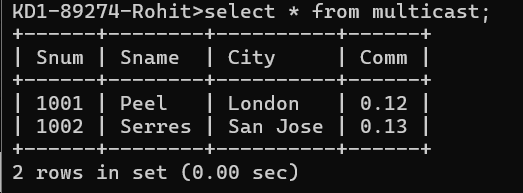 KD1-89274-Rohit>select * from multicast;
+------+--------+----------+------+
| Snum | Sname  | City     | Comm |
+------+--------+----------+------+
| 1001 | Peel   | London   | 0.12 |
| 1002 | Serres | San Jose | 0.13 |
+------+--------+----------+------+
2 rows in set (0.00 sec)